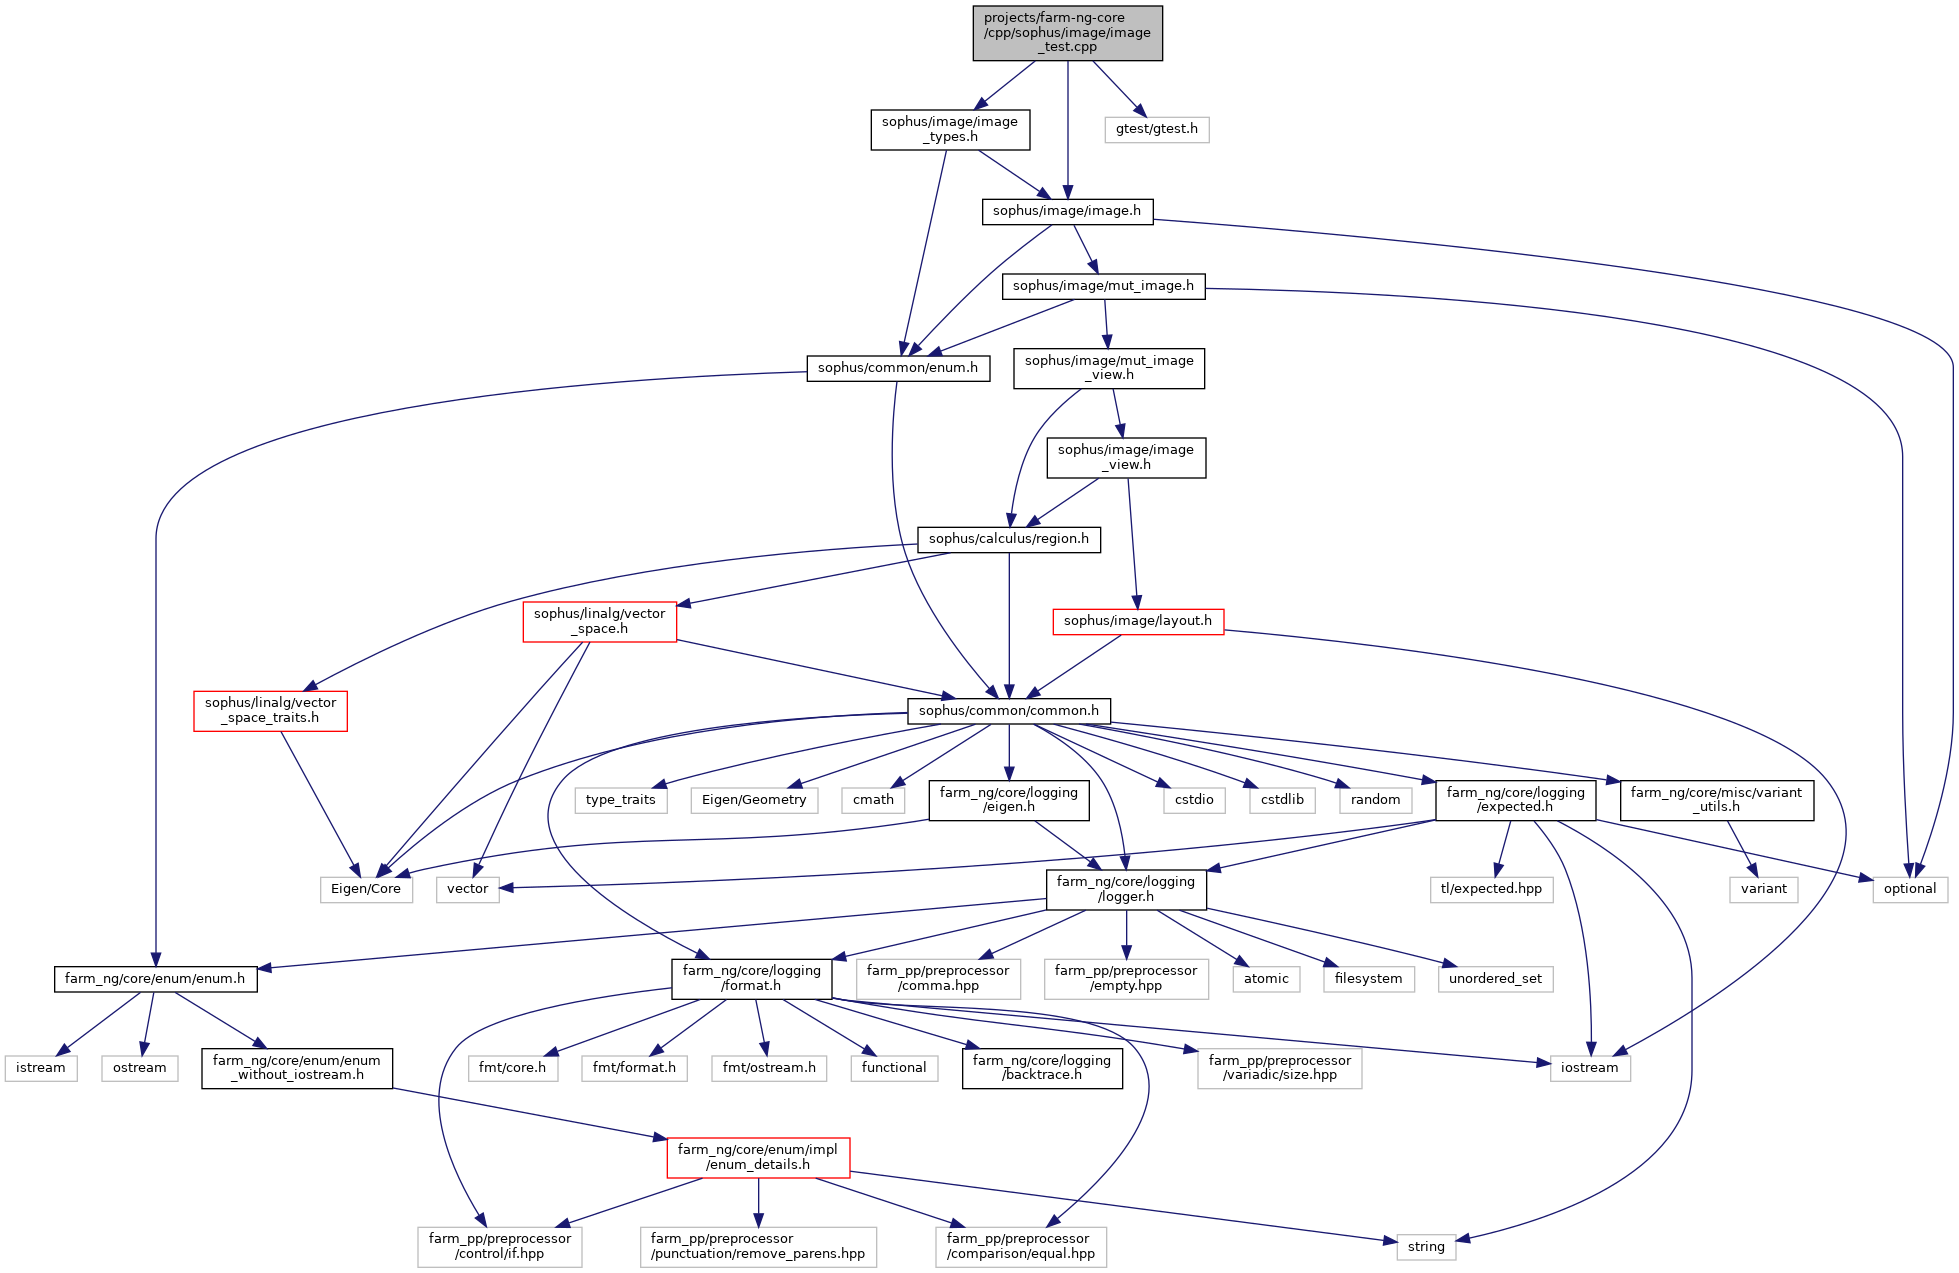 projects/farm-ng-core
/cpp/sophus/image/image
_test.cpp
sophus/image/image
_types.h
gtest/gtest.h
sophus/image/image.h
sophus/image/mut_image.h
sophus/common/enum.h
sophus/image/mut_image
_view.h
sophus/image/image
_view.h
sophus/calculus/region.h
sophus/linalg/vector
_space.h
sophus/image/layout.h
sophus/linalg/vector
_space_traits.h
sophus/common/common.h
type_traits
Eigen/Geometry
cmath
farm_ng/core/logging
/eigen.h
cstdio
cstdlib
random
farm_ng/core/logging
/expected.h
farm_ng/core/misc/variant
_utils.h
Eigen/Core
vector
farm_ng/core/logging
/logger.h
tl/expected.hpp
variant
optional
farm_ng/core/enum/enum.h
farm_ng/core/logging
/format.h
farm_pp/preprocessor
/comma.hpp
farm_pp/preprocessor
/empty.hpp
atomic
filesystem
unordered_set
istream
ostream
farm_ng/core/enum/enum
_without_iostream.h
fmt/core.h
fmt/format.h
fmt/ostream.h
functional
farm_ng/core/logging
/backtrace.h
farm_pp/preprocessor
/variadic/size.hpp
iostream
farm_ng/core/enum/impl
/enum_details.h
farm_pp/preprocessor
/control/if.hpp
farm_pp/preprocessor
/punctuation/remove_parens.hpp
farm_pp/preprocessor
/comparison/equal.hpp
string